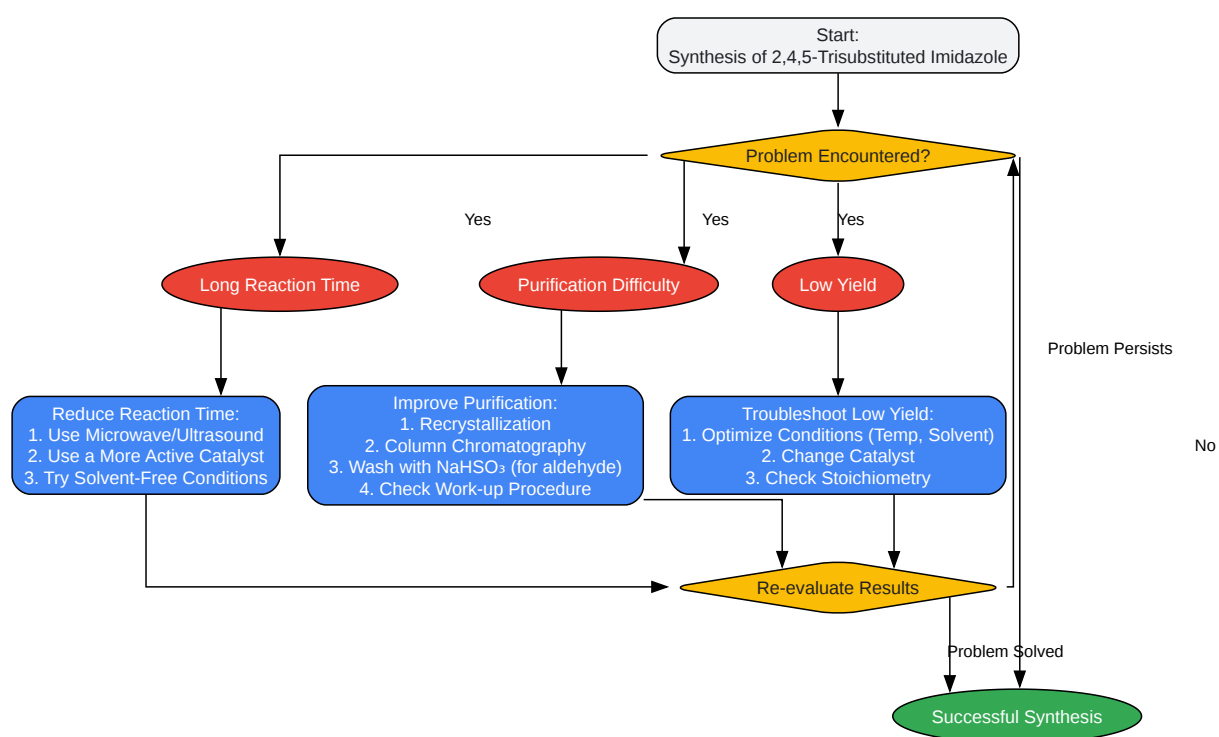 Start:
Synthesis of 2,4,5-Trisubstituted Imidazole
Problem Encountered?
Yes
Yes
Yes
Long Reaction Time
Purification Difficulty
Low Yield
Problem Persists
Reduce Reaction Time:
1. Use Microwave/Ultrasound
2. Use a More Active Catalyst
3. Try Solvent-Free Conditions
Improve Purification:
1. Recrystallization
2. Column Chromatography
3. Wash with NaHSO₃ (for aldehyde)
4. Check Work-up Procedure
Troubleshoot Low Yield:
1. Optimize Conditions (Temp, Solvent)
2. Change Catalyst
3. Check Stoichiometry
No
Re-evaluate Results
Problem Solved
Successful Synthesis